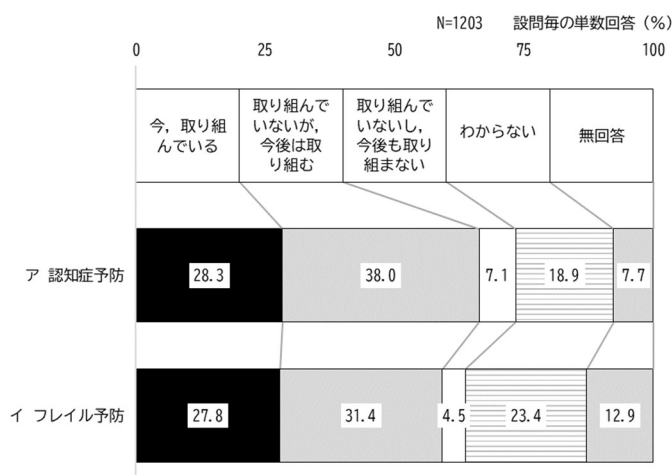 N=1203 設問毎の単数回答 (%)
0 25 50 75 100
今，取り組
んでいる
取り組んで
いないが，
今後は取
り組む
取り組んで
いないし，
今後も取り
組まない
わからない
無回答
ア 認知症予防
28.3 38.0 7.1 18.9 7.7
イ フレイル予防
27.8 31.4 4.5 23.4 12.9